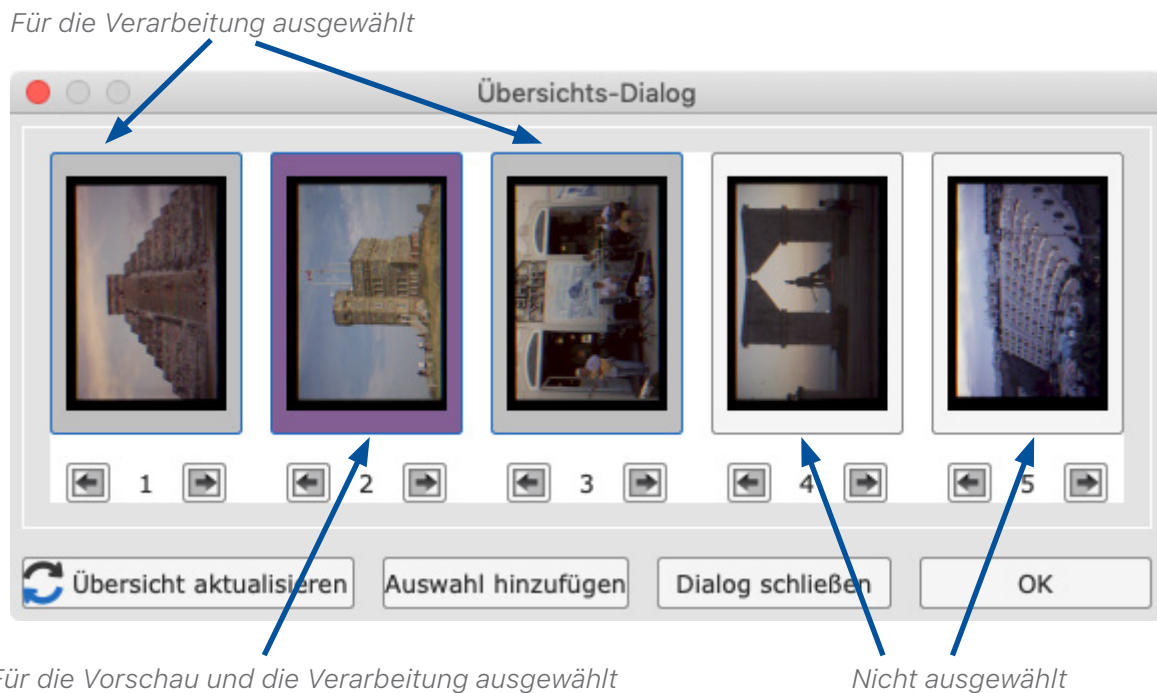 Für die Verarbeitung ausgewählt
Übersichts-Dialog
1 2 3 4 5
Übersicht aktualisieren Auswahl hinzufügen Dialog schließen OK
Für die Vorschau und die Verarbeitung ausgewählt Nicht ausgewählt